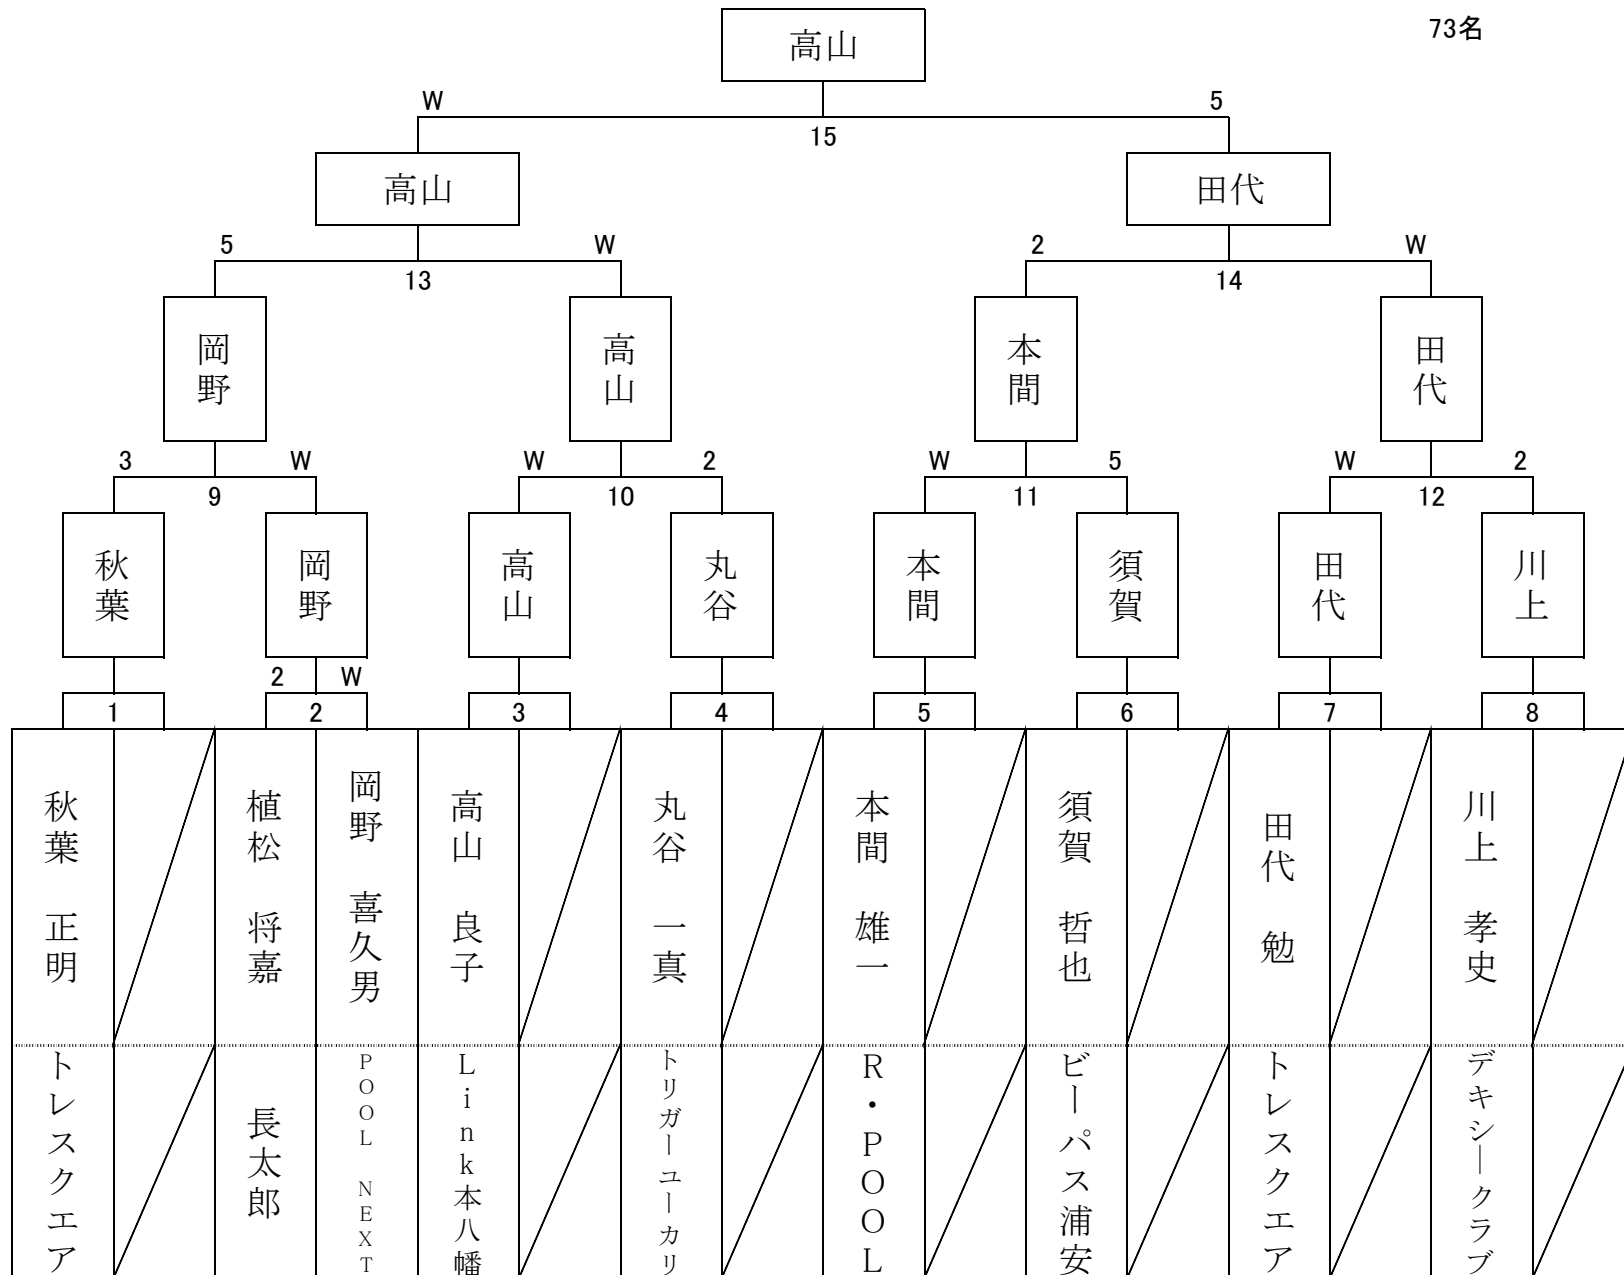 73名
高山
W 5
15
高山 田代
5 W 2 W
13 14
岡野 高山 本間 田代
3 W W 2 W 5 W 2
9 10 11 12
秋葉 岡野 高山 丸谷 本間 須賀 田代 川上
2 W
1 2 3 4 5 6 7 8
秋葉 正明
植松 将嘉
岡野 喜久男
高山 良子
丸谷 一真
本間 雄一
須賀 哲也
田代 勉
川上 孝史
トレスクエア
長太郎
POOL NEXT
Link本八幡
トリガーユーカリ
R・POOL
ビーパス浦安
トレスクエア
デキシークラブ